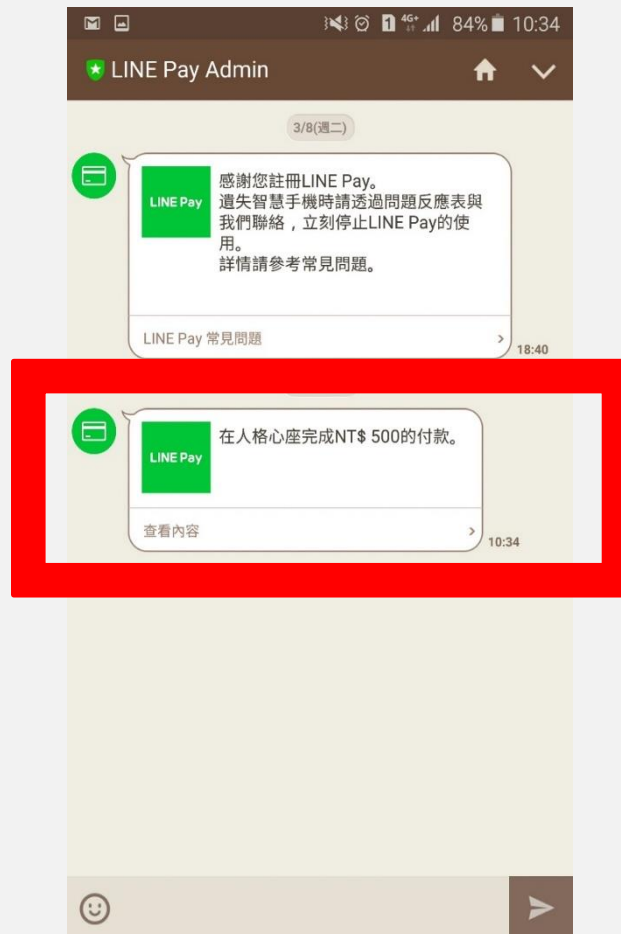 1 4G+ 84% 10:34
LINE Pay Admin
3/8(週二)
LINE Pay
感謝您註冊LINE Pay。
遺失智慧手機時請透過問題反應表與
我們聯絡，立刻停止LINE Pay的使
用。
詳情請參考常見問題。
LINE Pay 常見問題
18:40
LINE Pay
在人格心座完成NT$ 500的付款。
查看內容
10:34